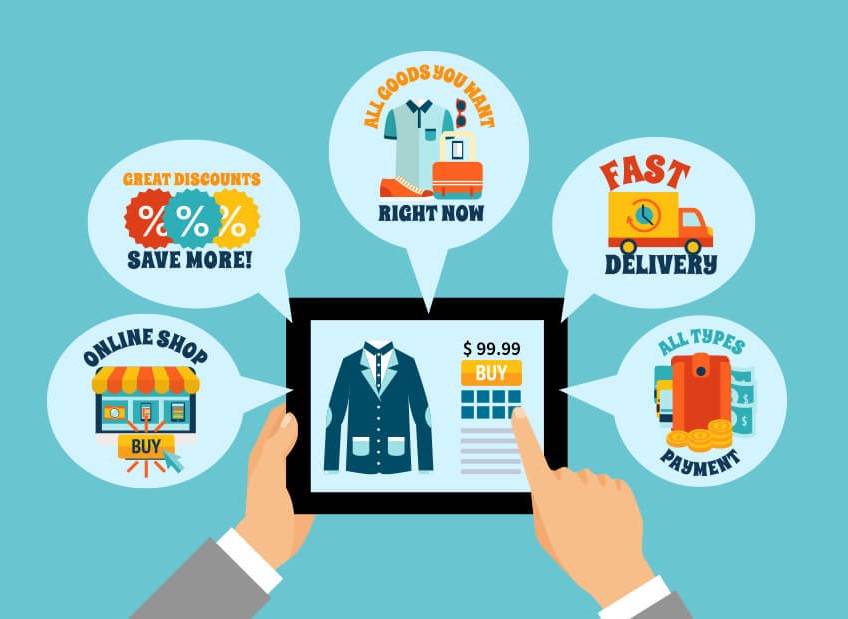 ALL GOODS YOU WANT
RIGHT NOW
GREAT DISCOUNTS
% % %
SAVE MORE!
FAST
DELIVERY
ONLINE SHOP
BUY
$ 99.99
BUY
ALL TYPES
$
$
PAYMENT